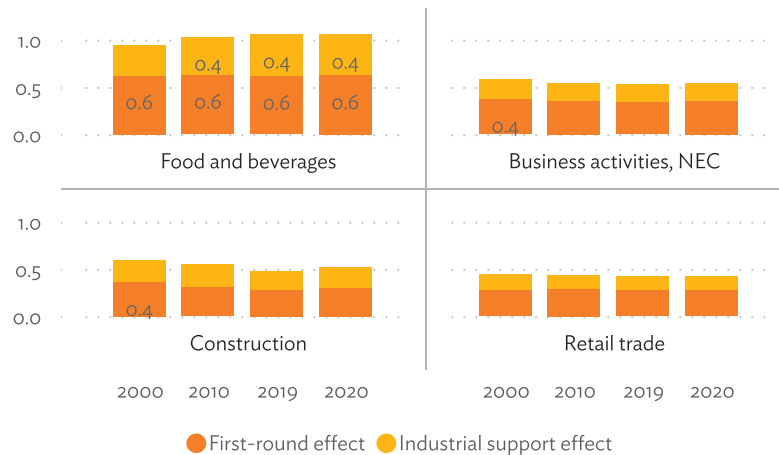 1.0
0.4 0.4 0.4
0.5
0.6 0.6 0.6 0.6
0.4
0.0
Food and beverages
Business activities, NEC
1.0
0.5
0.4
0.0
Construction
Retail trade
2000 2010 2019 2020
2000 2010 2019 2020
First-round effect Industrial support effect